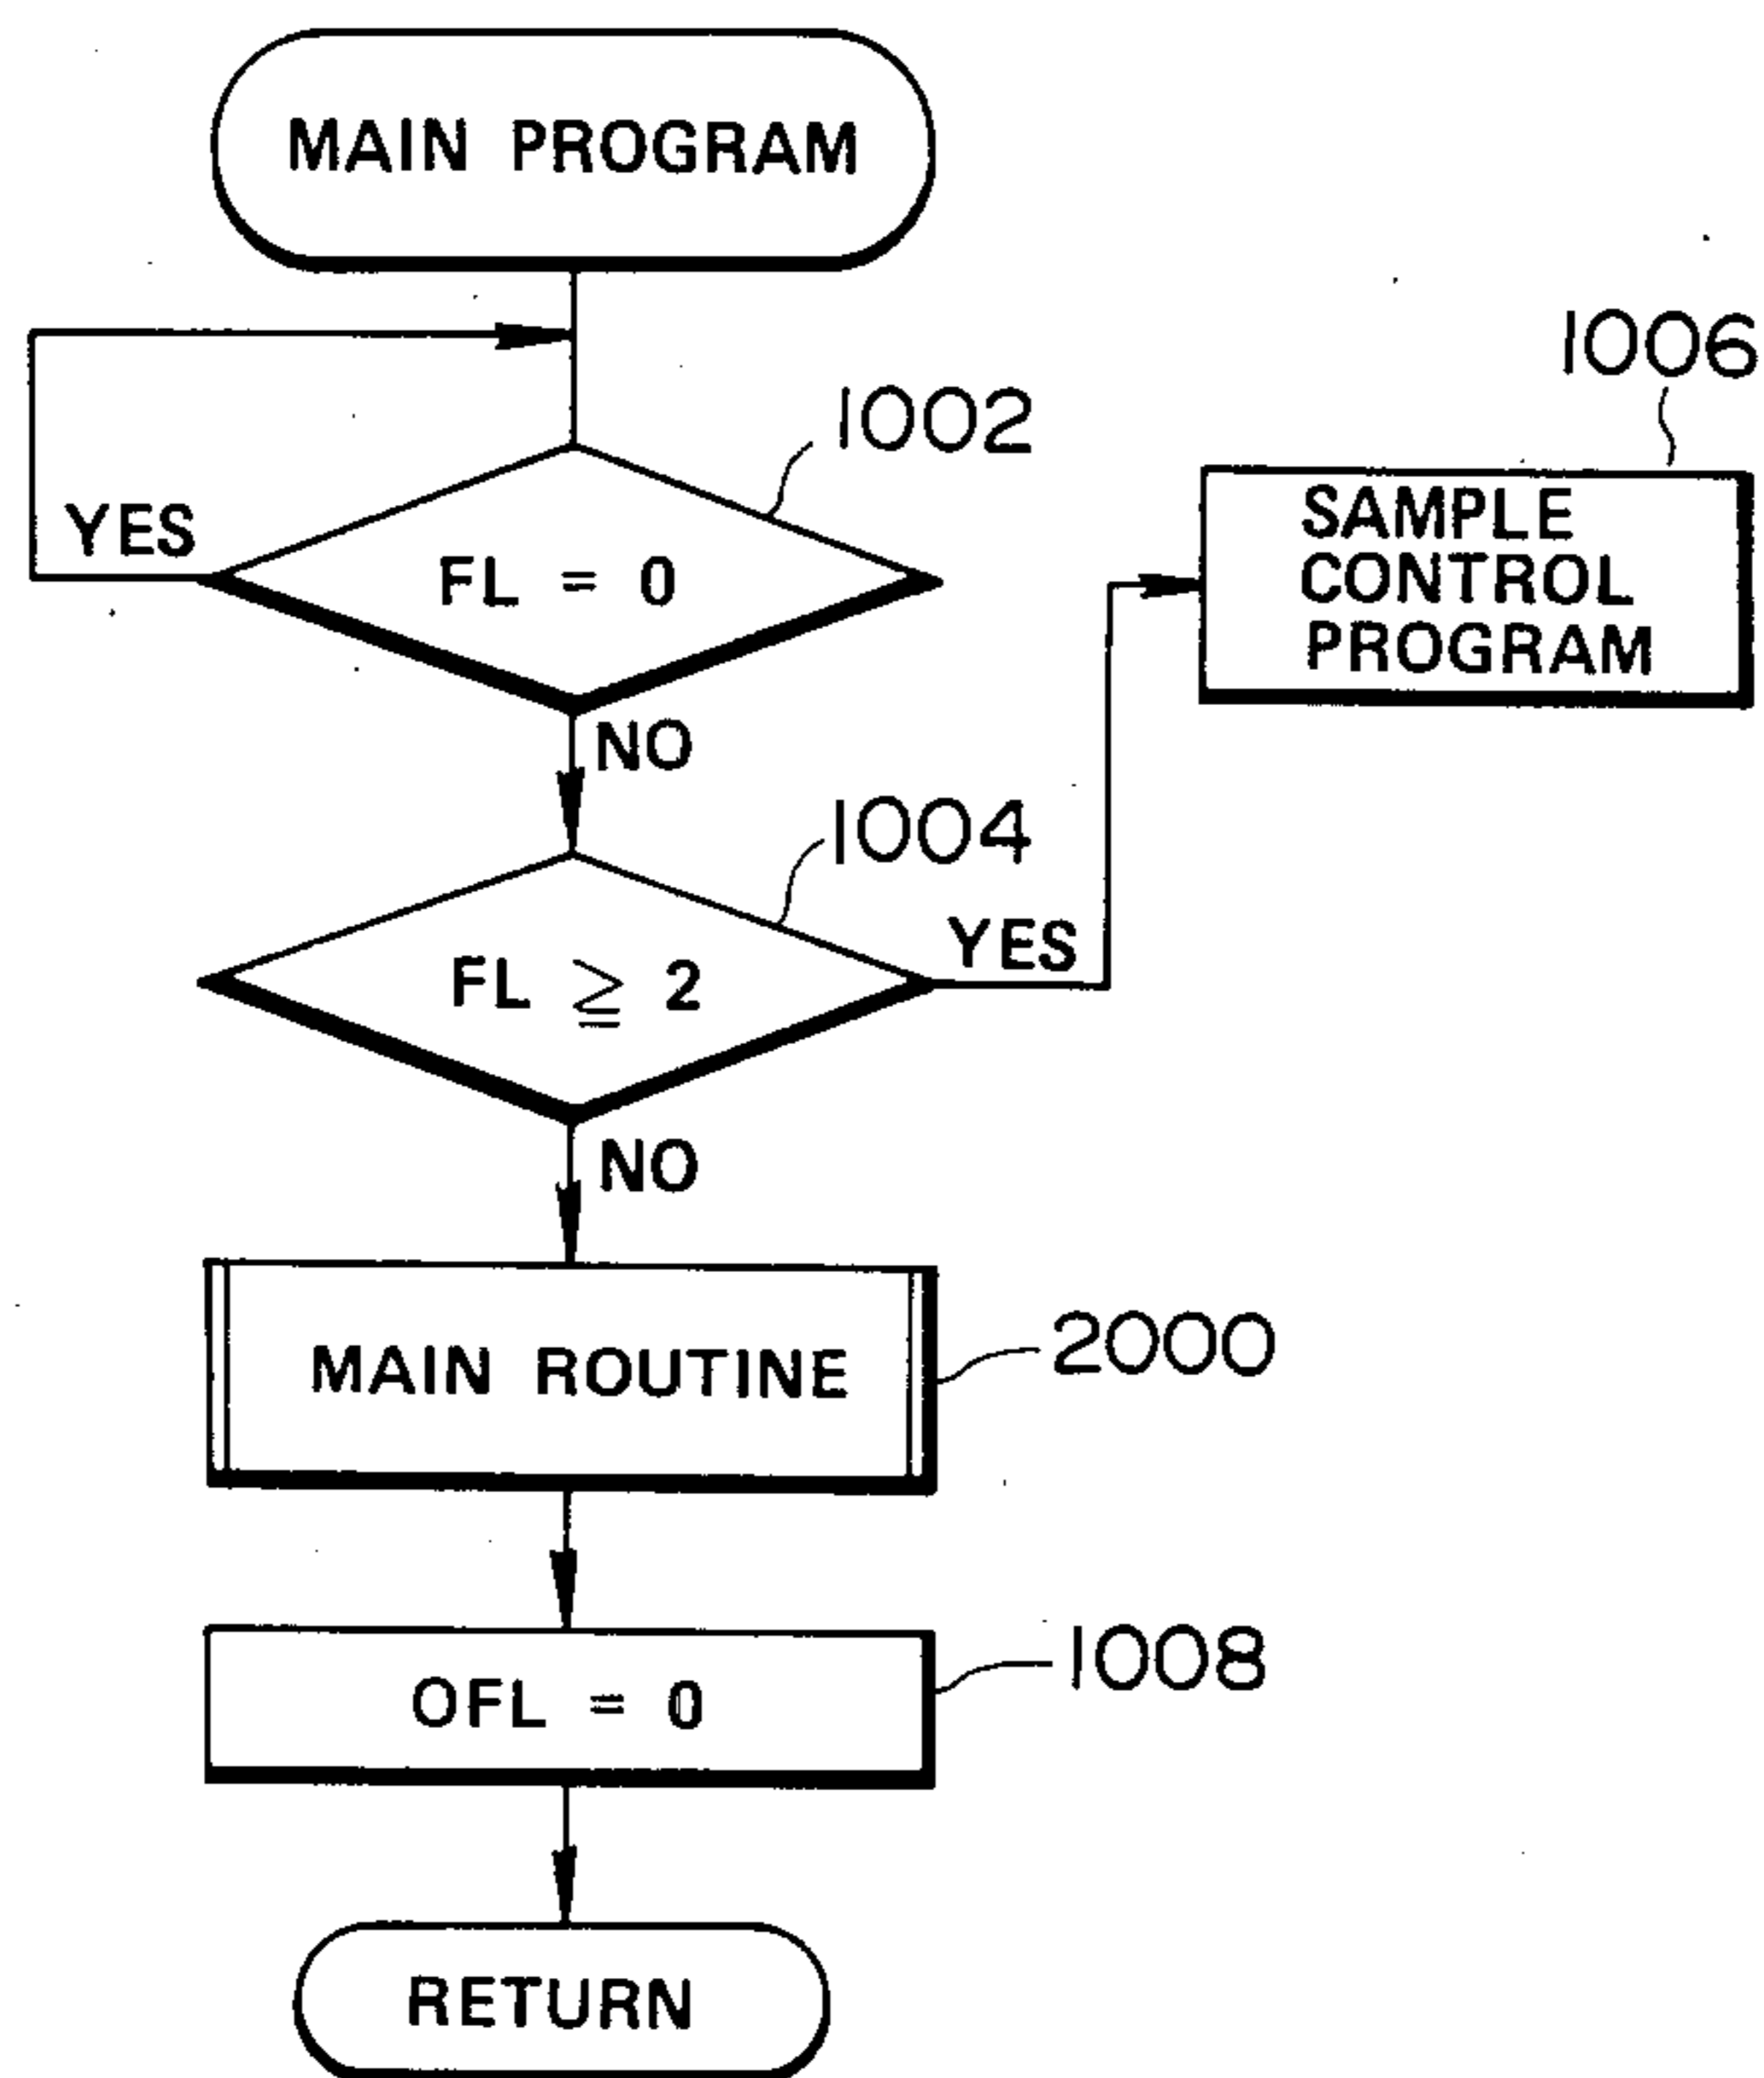 MAIN PROGRAM
1002
1006
YES
FL = 0
SAMPLE
CONTROL
PROGRAM
NO
1004
YES
FL ≧ 2
NO
MAIN ROUTINE
2000
OFL = 0
1008
RETURN